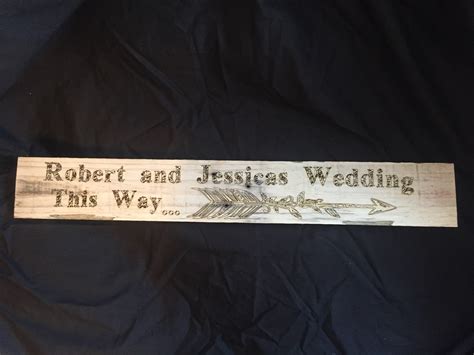 Robert and Jessicas Wedding
This Way...